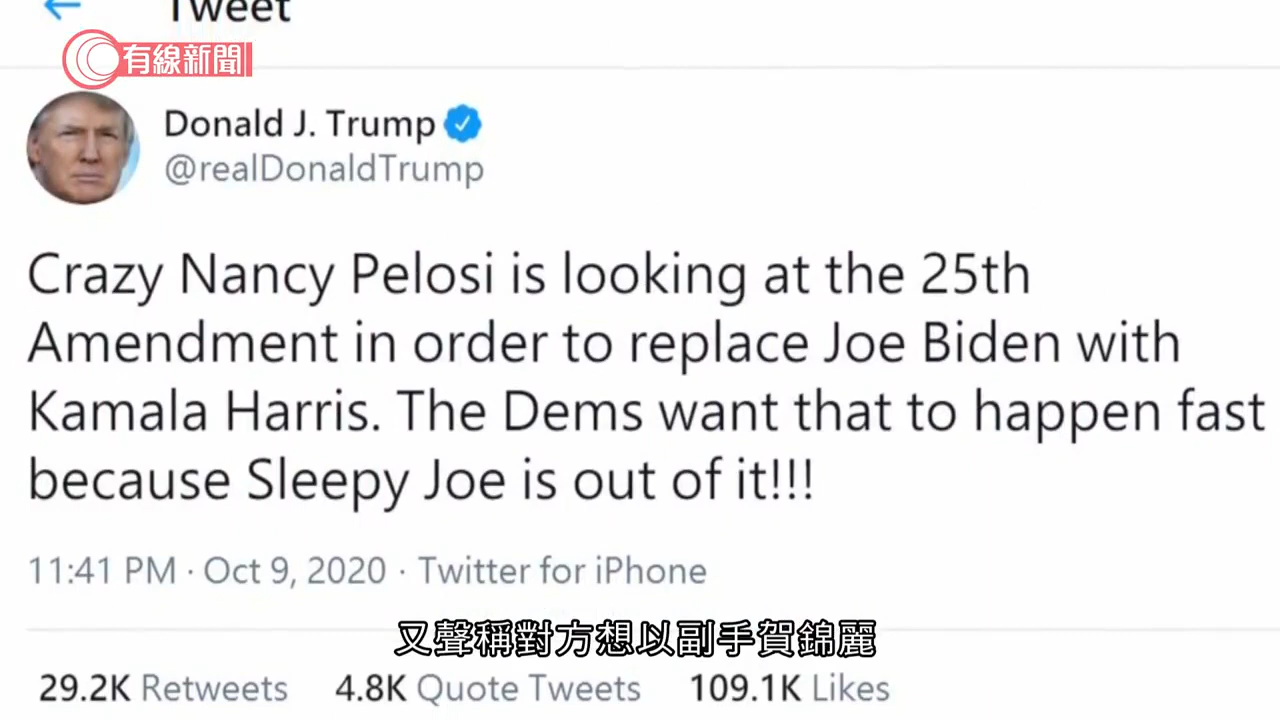 Tweet
有線新聞
Donald J. Trump
@realDonaldTrump
Crazy Nancy Pelosi is looking at the 25th
Amendment in order to replace Joe Biden with
Kamala Harris. The Dems want that to happen fast
because Sleepy Joe is out of it!!!
11:41 PM · Oct 9, 2020 · Twitter for iPhone
又聲稱對方想以副手賀錦麗
29.2K Retweets 4.8K Quote Tweets 109.1K Likes